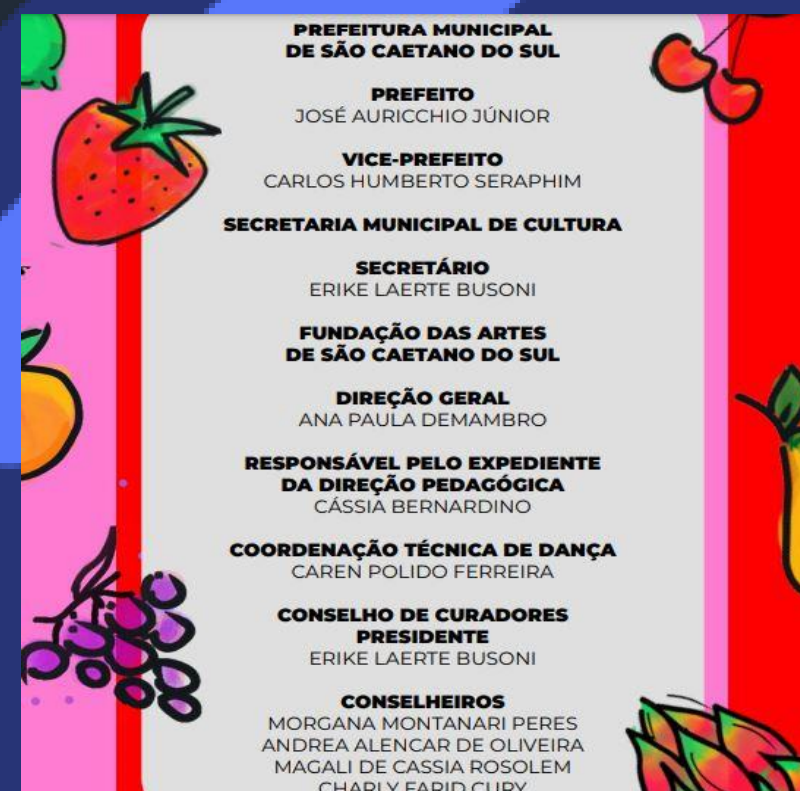 PREFEITURA MUNICIPAL
DE SÃO CAETANO DO SUL
PREFEITO
JOSÉ AURICCHIO JÚNIOR
VICE-PREFEITO
CARLOS HUMBERTO SERAPHIM
SECRETARIA MUNICIPAL DE CULTURA
SECRETÁRIO
ERIKE LAERTE BUSONI
FUNDAÇÃO DAS ARTES
DE SÃO CAETANO DO SUL
DIREÇÃO GERAL
ANA PAULA DEMAMBRO
RESPONSÁVEL PELO EXPEDIENTE
DA DIREÇÃO PEDAGÓGICA
CÁSSIA BERNARDINO
COORDENAÇÃO TÉCNICA DE DANÇA
CAREN POLIDO FERREIRA
CONSELHO DE CURADORES
PRESIDENTE
ERIKE LAERTE BUSONI
CONSELHEIROS
MORGANA MONTANARI PERES
ANDREA ALENCAR DE OLIVEIRA
MAGALI DE CASSIA ROSOLEM
CHARLY FARID CURY